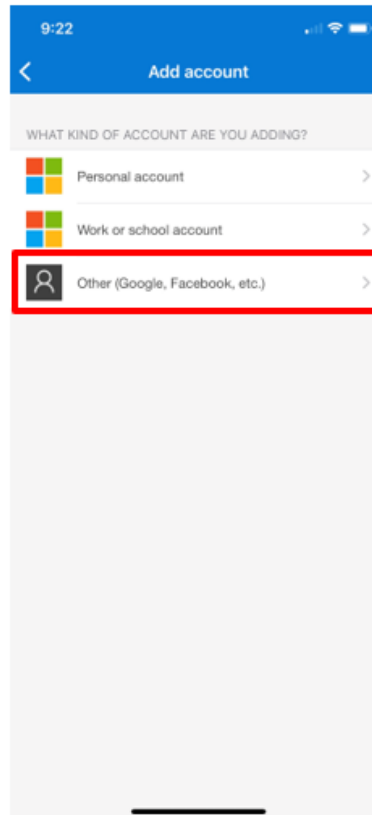 9:22
Add account
WHAT KIND OF ACCOUNT ARE YOU ADDING?
Personal account
Work or school account
Other (Google, Facebook, etc.)